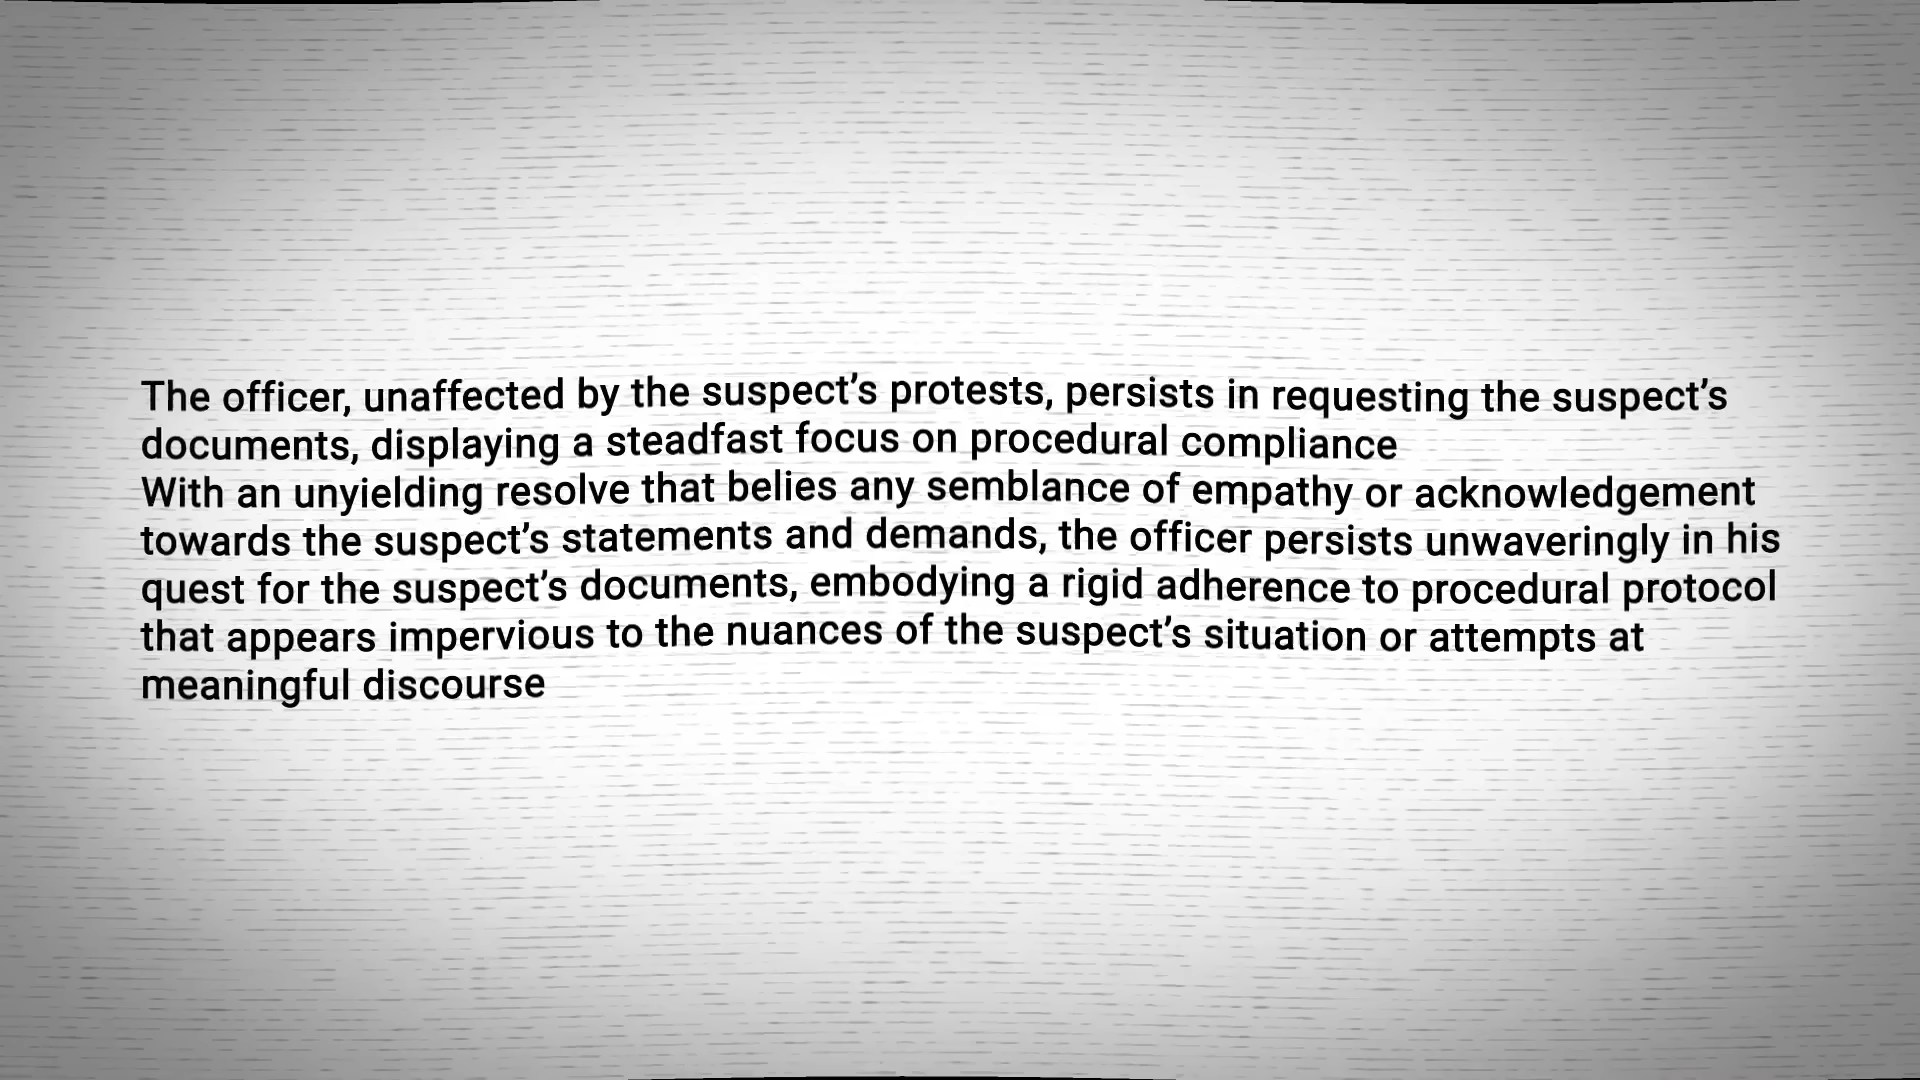 The officer, unaffected by the suspect’s protests, persists in requesting the suspect’s
documents, displaying a steadfast focus on procedural compliance
With an unyielding resolve that belies any semblance of empathy or acknowledgement
towards the suspect’s statements and demands, the officer persists unwaveringly in his
quest for the suspect’s documents, embodying a rigid adherence to procedural protocol
that appears impervious to the nuances of the suspect’s situation or attempts at
meaningful discourse